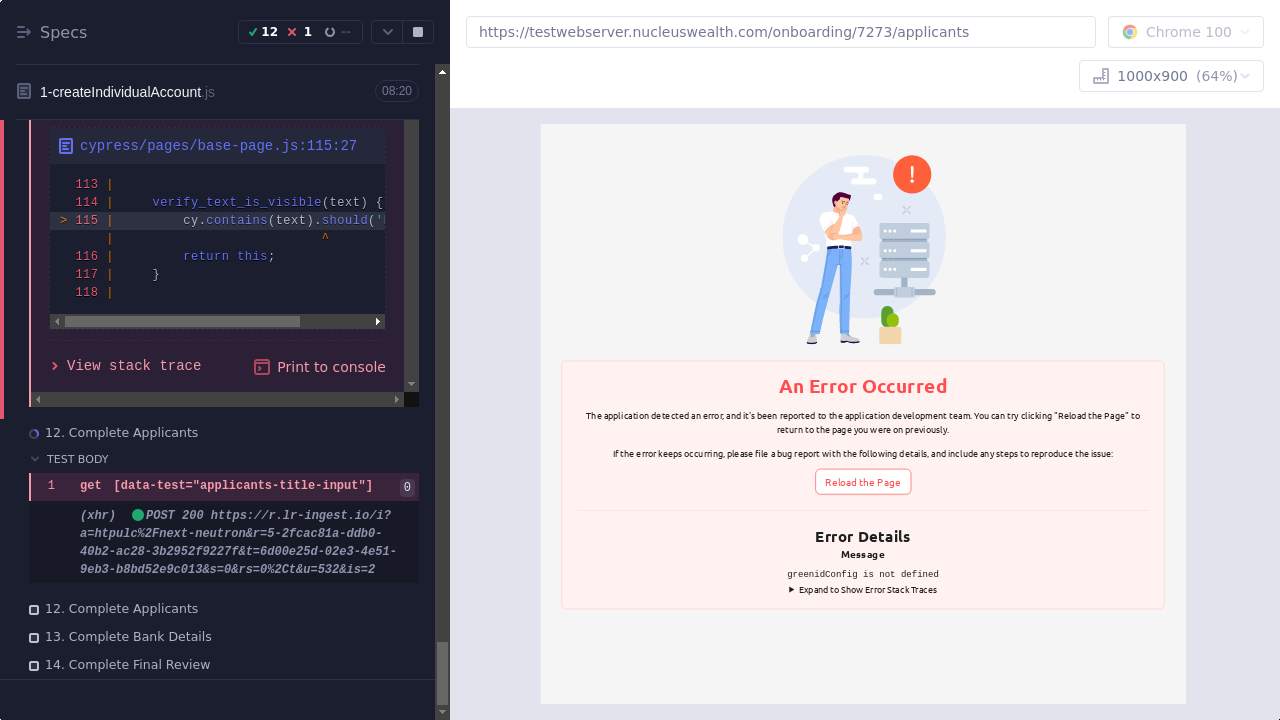 Specs
12
1
--
1-createIndividualAccount.js
08:20
cypress/pages/base-page.js:115:27
113 |
114 | verify_text_is_visible(text) {
> 115 | cy.contains(text).should('
| ^
116 | return this;
117 | }
118 |
View stack trace
Print to console
12. Complete Applicants
TEST BODY
1 get [data-test="applicants-title-input"] 0
(xhr) POST 200 https://r.lr-ingest.io/i?
a=htpulc%2Fnext-neutron&r=5-2fcac81a-ddb0-
40b2-ac28-3b2952f9227f&t=6d00e25d-02e3-4e51-
9eb3-b8bd52e9c013&s=0&rs=0%2Ct&u=532&is=2
12. Complete Applicants
13. Complete Bank Details
14. Complete Final Review
https://testwebserver.nucleuswealth.com/onboarding/7273/applicants
Chrome 100
1000x900 (64%)
!
An Error Occurred
The application detected an error, and it's been reported to the application development team. You can try clicking "Reload the Page" to
return to the page you were on previously.
If the error keeps occurring, please file a bug report with the following details, and include any steps to reproduce the issue:
Reload the Page
Error Details
Message
greenidConfig is not defined
Expand to Show Error Stack Traces